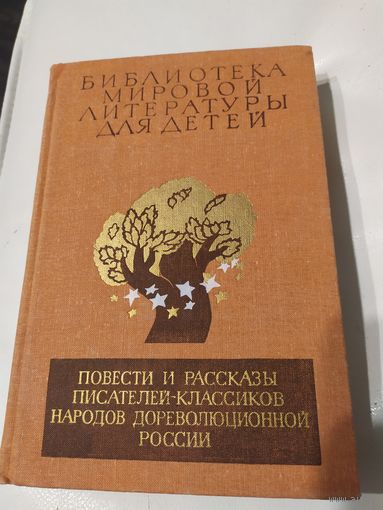 БИБЛИОТЕКА
МИРОВОЙ
ЛИТЕРАТУРЫ
ДЛЯ ДЕТЕЙ
ПОВЕСТИ И РАССКАЗЫ
ПИСАТЕЛЕЙ-КЛАССИКОВ
НАРОДОВ ДОРЕВОЛЮЦИОННОЙ
РОССИИ